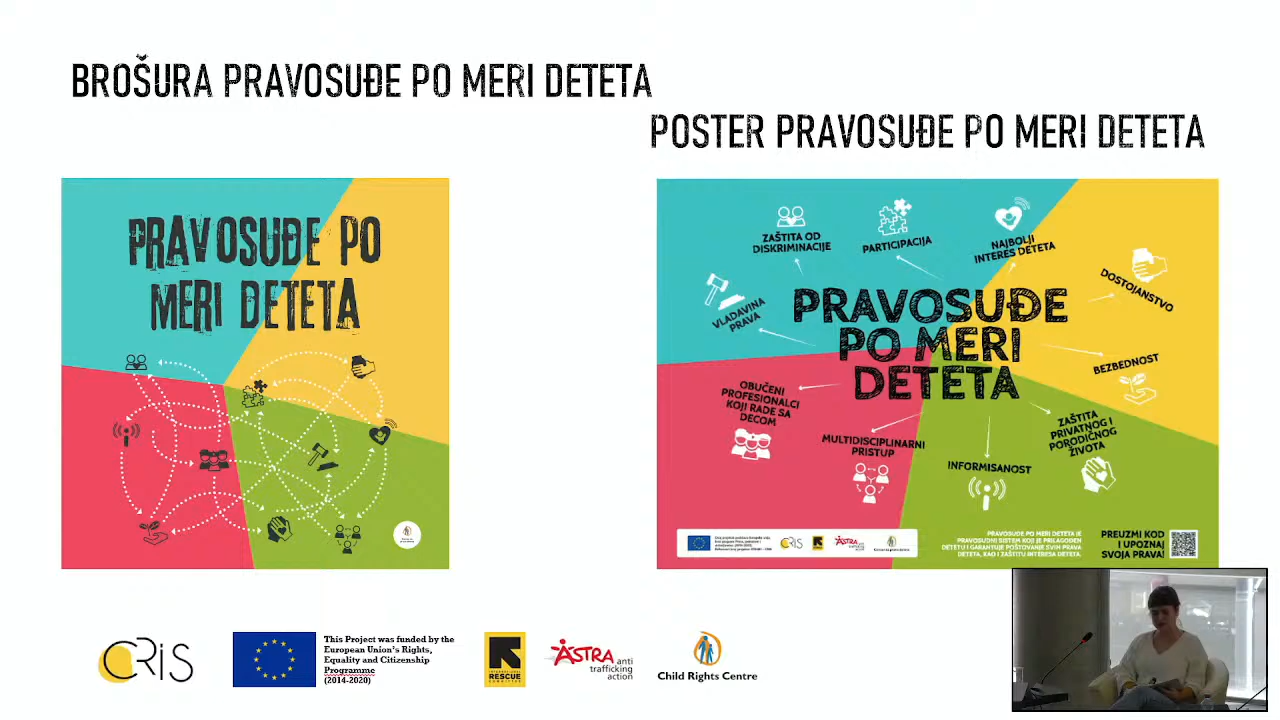 BROŠURA PRAVOSUĐE PO MERI DETETA
POSTER PRAVOSUĐE PO MERI DETETA
PRAVOSUĐE PO
MERI DETETA
ZAŠTITA OD
DISKRIMINACIJE
PARTICIPACIJA
NAJBOLJI
INTERES DETETA
DOSTOJANSTVO
VLADAVINA
PRAVA
PRAVOSUĐE
PO MERI
DETETA
BEZBEDNOST
OBUČENI
PROFESIONALCI
KOJI RADE SA
DECOM
MULTIDISCIPLINARNI
PRISTUP
INFORMISANOST
ZAŠTITA
PRIVATNOG I
PORODIČNOG
ŽIVOTA
CRIS
ASTRA
PRAVOSUĐE PO MERI DETETA JE
PRAVOSUDNI SISTEM KOJI JE PRILAGOĐEN
DETETU I GARANTUJE POŠTOVANJE SVIH PRAVA
DETETA, KAO I ZAŠTITU INTERESA DETETA.
PREUZMI KOD
I UPOZNAJ
SVOJA PRAVA!
CRIS
This Project was funded by the
European Union's Rights,
Equality and Citizenship
Programme
(2014-2020)
INTERNATIONAL
RESCUE
COMMITTEE
ASTRA anti
trafficking
action
Child Rights Centre